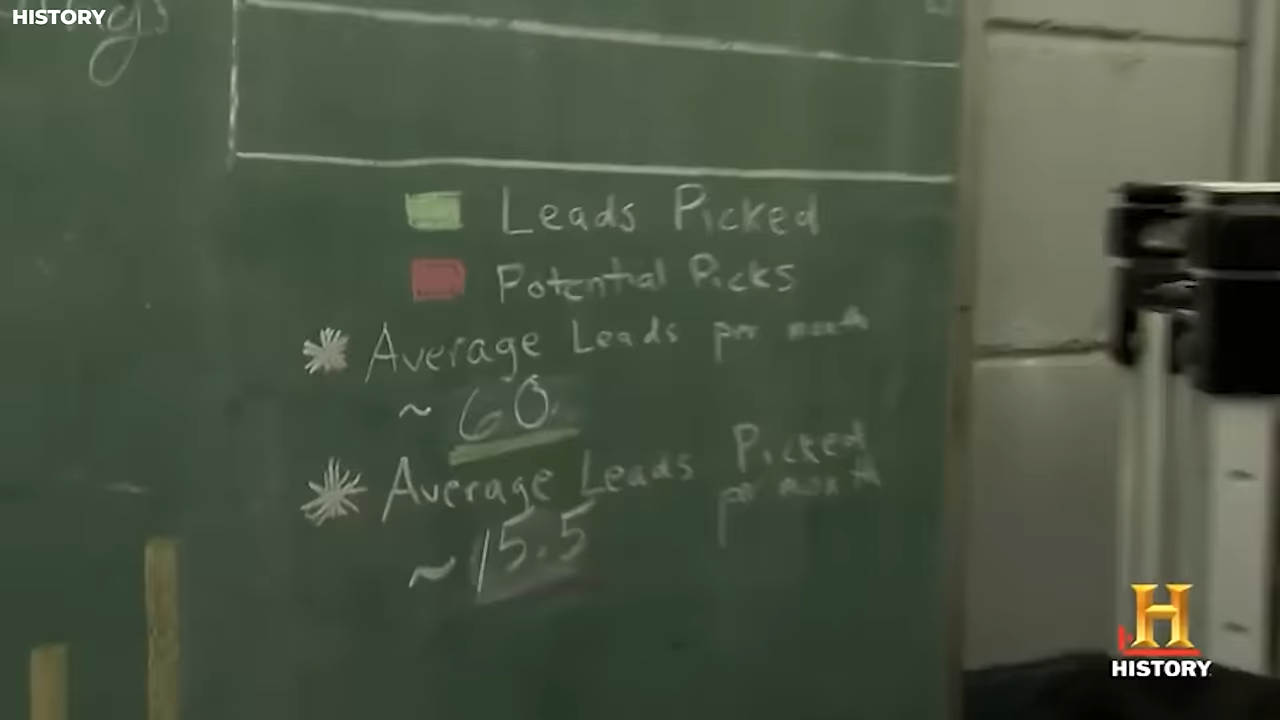 HISTORY
Leads Picked
Potential Picks
Average Leads per month
~ 60
Average Leads Picked
per month
~15.5
HISTORY